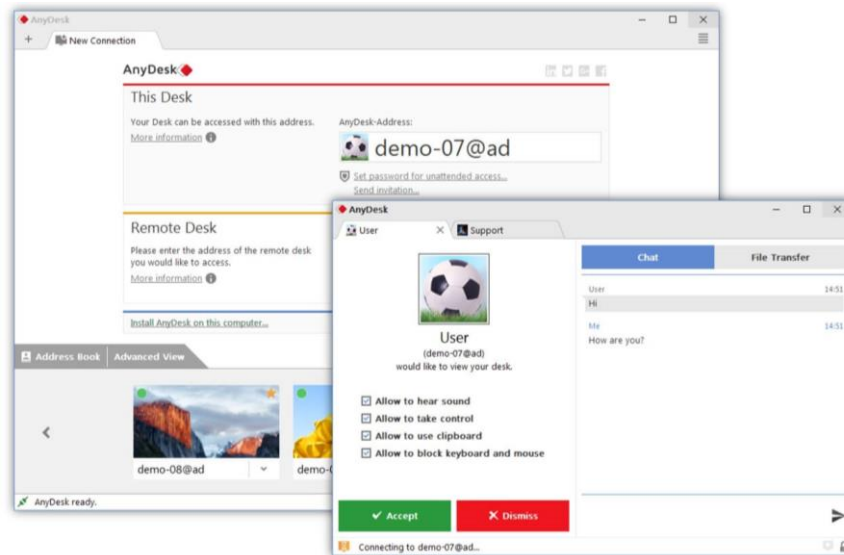 AnyDesk
New Connection
AnyDesk
This Desk
Your Desk can be accessed with this address.
More information
AnyDesk-Address:
demo-07@ad
Set password for unattended access...
Send invitation...
Remote Desk
Please enter the address of the remote desk
you would like to access.
More information
Install AnyDesk on this computer...
Address Book
Advanced View
demo-08@ad
AnyDesk ready.
AnyDesk
User
Support
User
(demo-07@ad)
would like to view your desk.
Allow to hear sound
Allow to take control
Allow to use clipboard
Allow to block keyboard and mouse
Accept
Dismiss
Chat
File Transfer
User 14:51
Hi
Me 14:51
How are you?
Connecting to demo-07@ad...